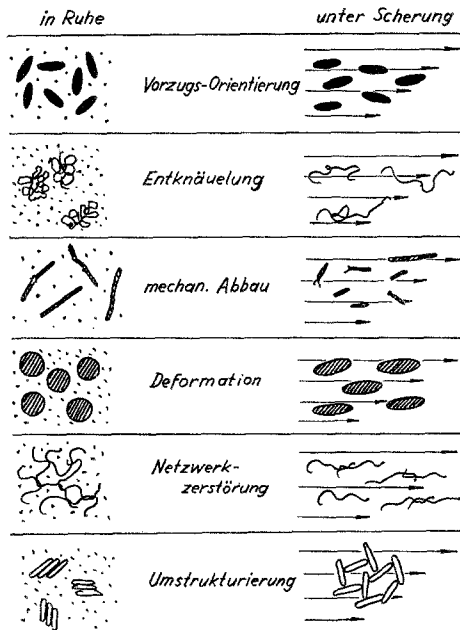 in Ruhe
unter Scherung
Vorzugs-Orientierung
Entknäuelung
mechan. Abbau
Deformation
Netzwerk-
zerstörung
Umstrukturierung